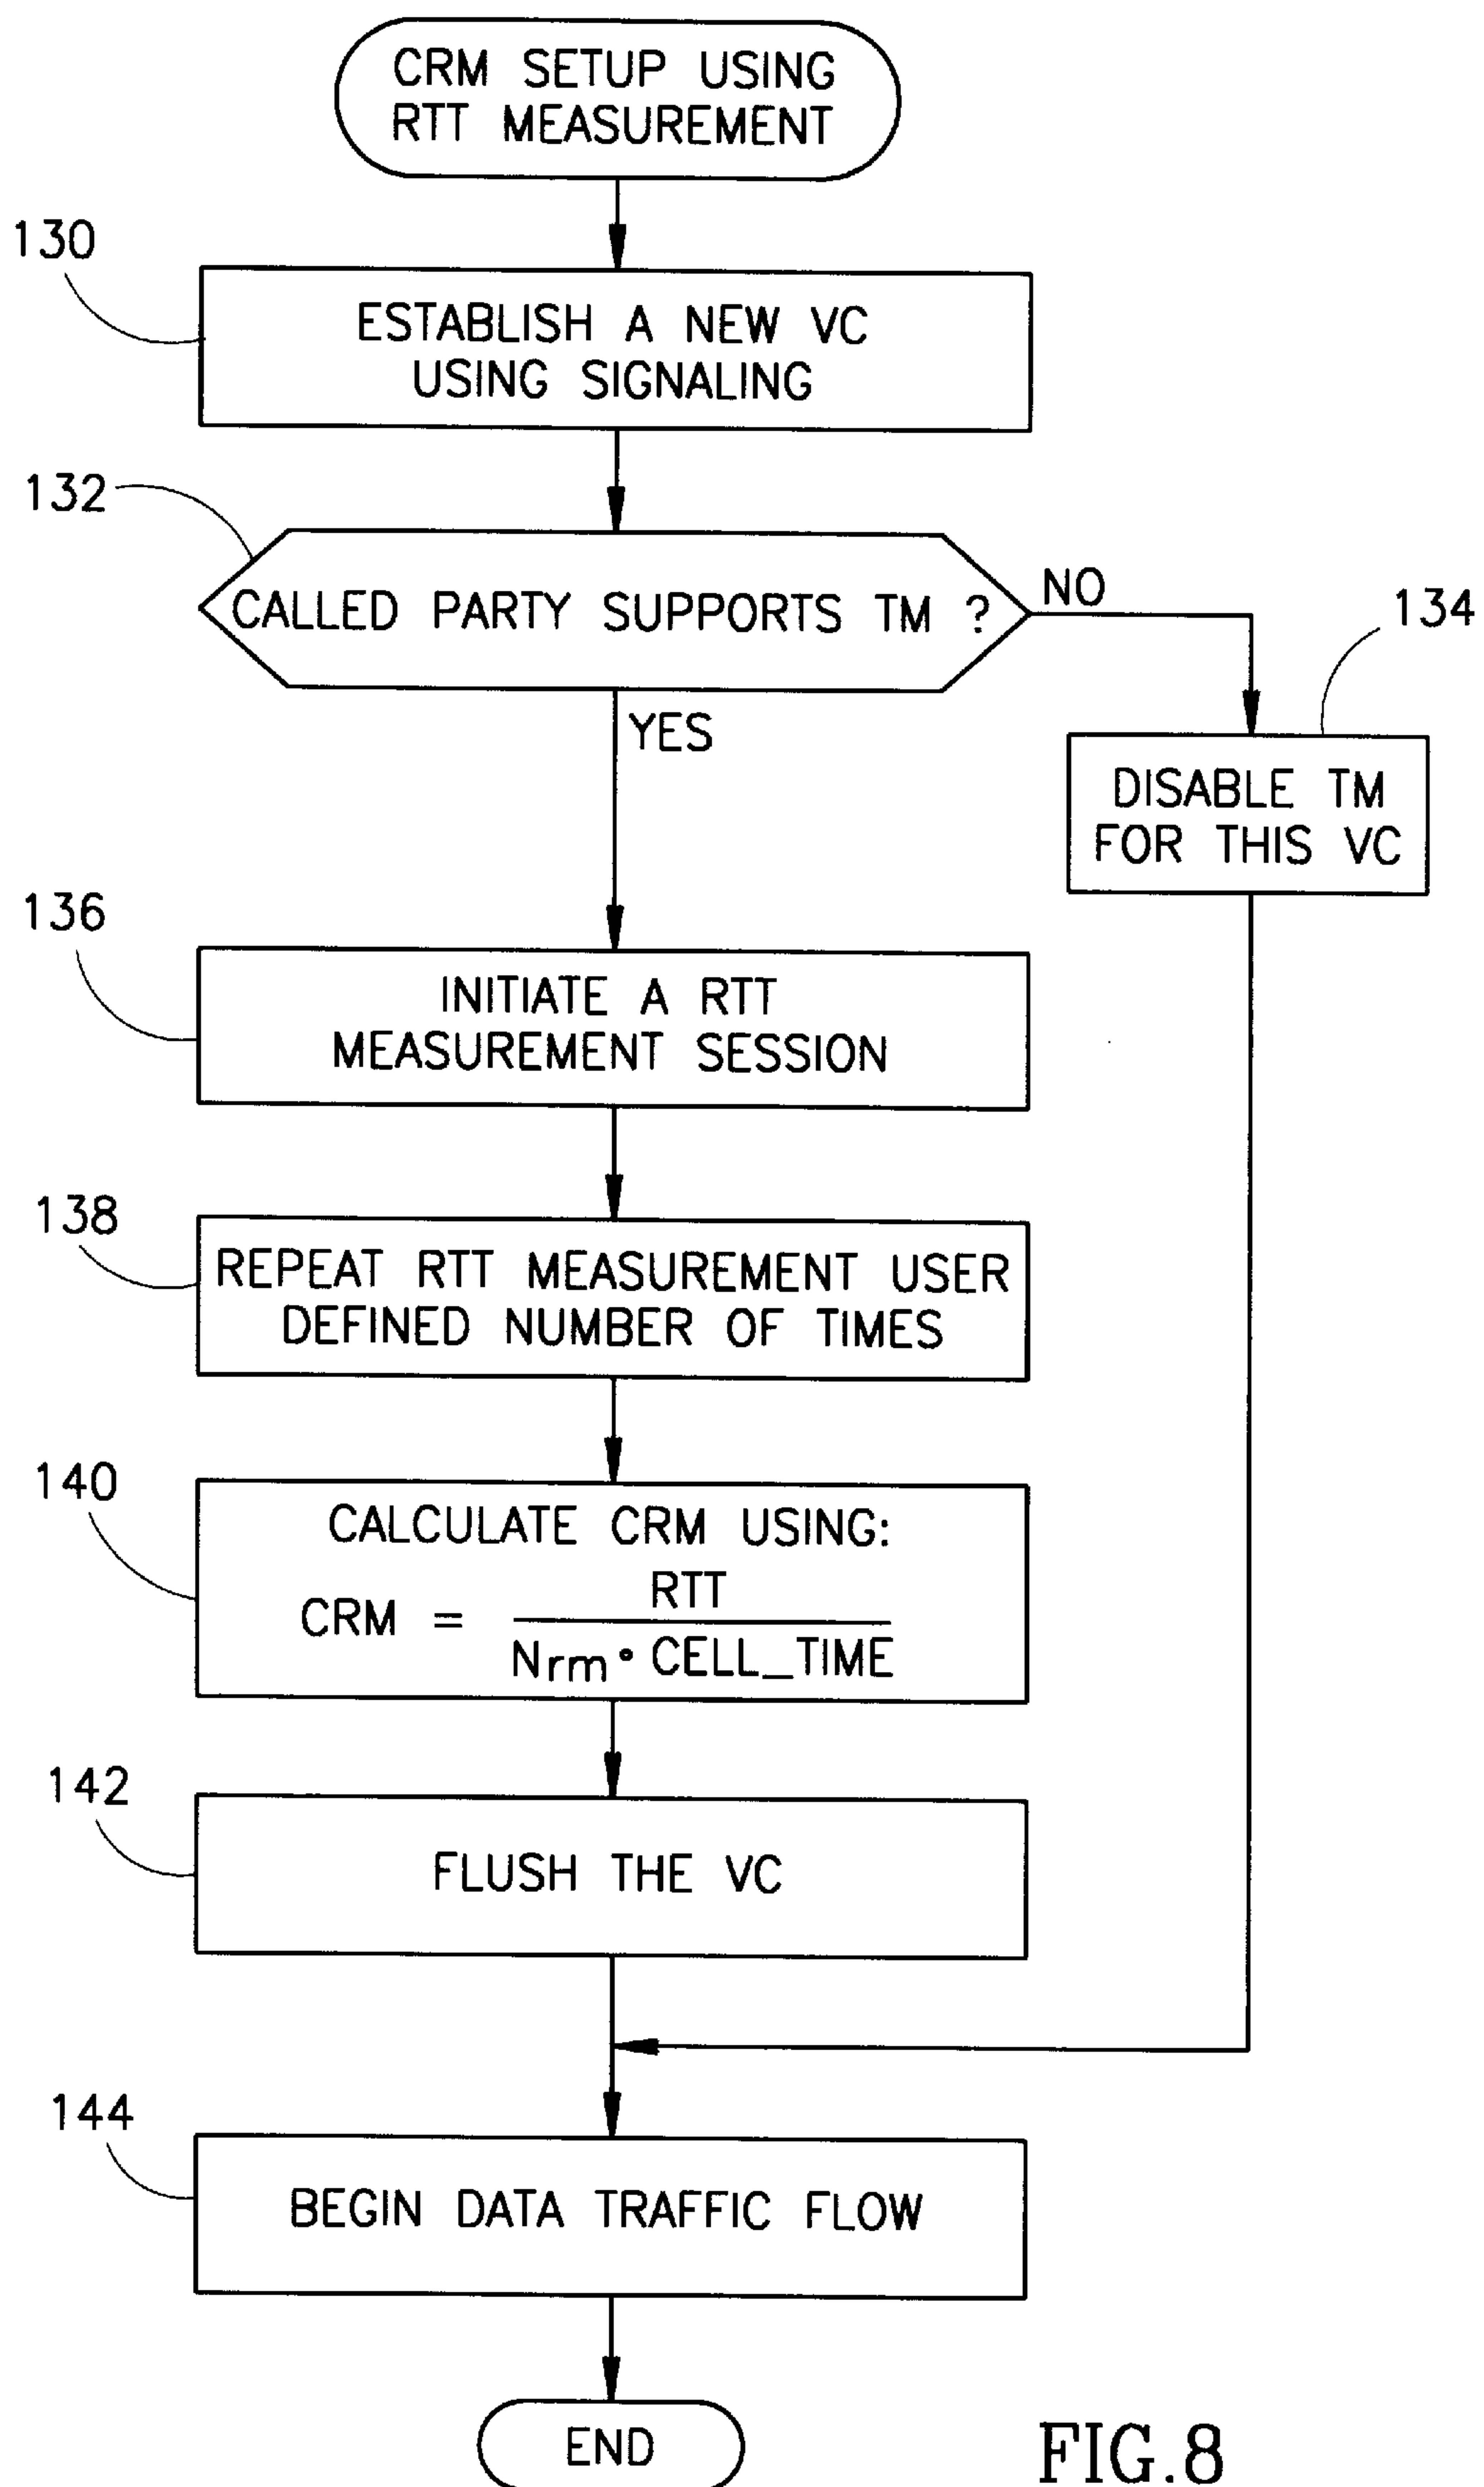 CRM SETUP USING
RTT MEASUREMENT
130
ESTABLISH A NEW VC
USING SIGNALING
132
CALLED PARTY SUPPORTS TM ?
NO
134
YES
DISABLE TM
FOR THIS VC
136
INITIATE A RTT
MEASUREMENT SESSION
138
REPEAT RTT MEASUREMENT USER
DEFINED NUMBER OF TIMES
140
CALCULATE CRM USING:
RTT
CRM =
Nrm • CELL_TIME
142
FLUSH THE VC
144
BEGIN DATA TRAFFIC FLOW
END
FIG.8